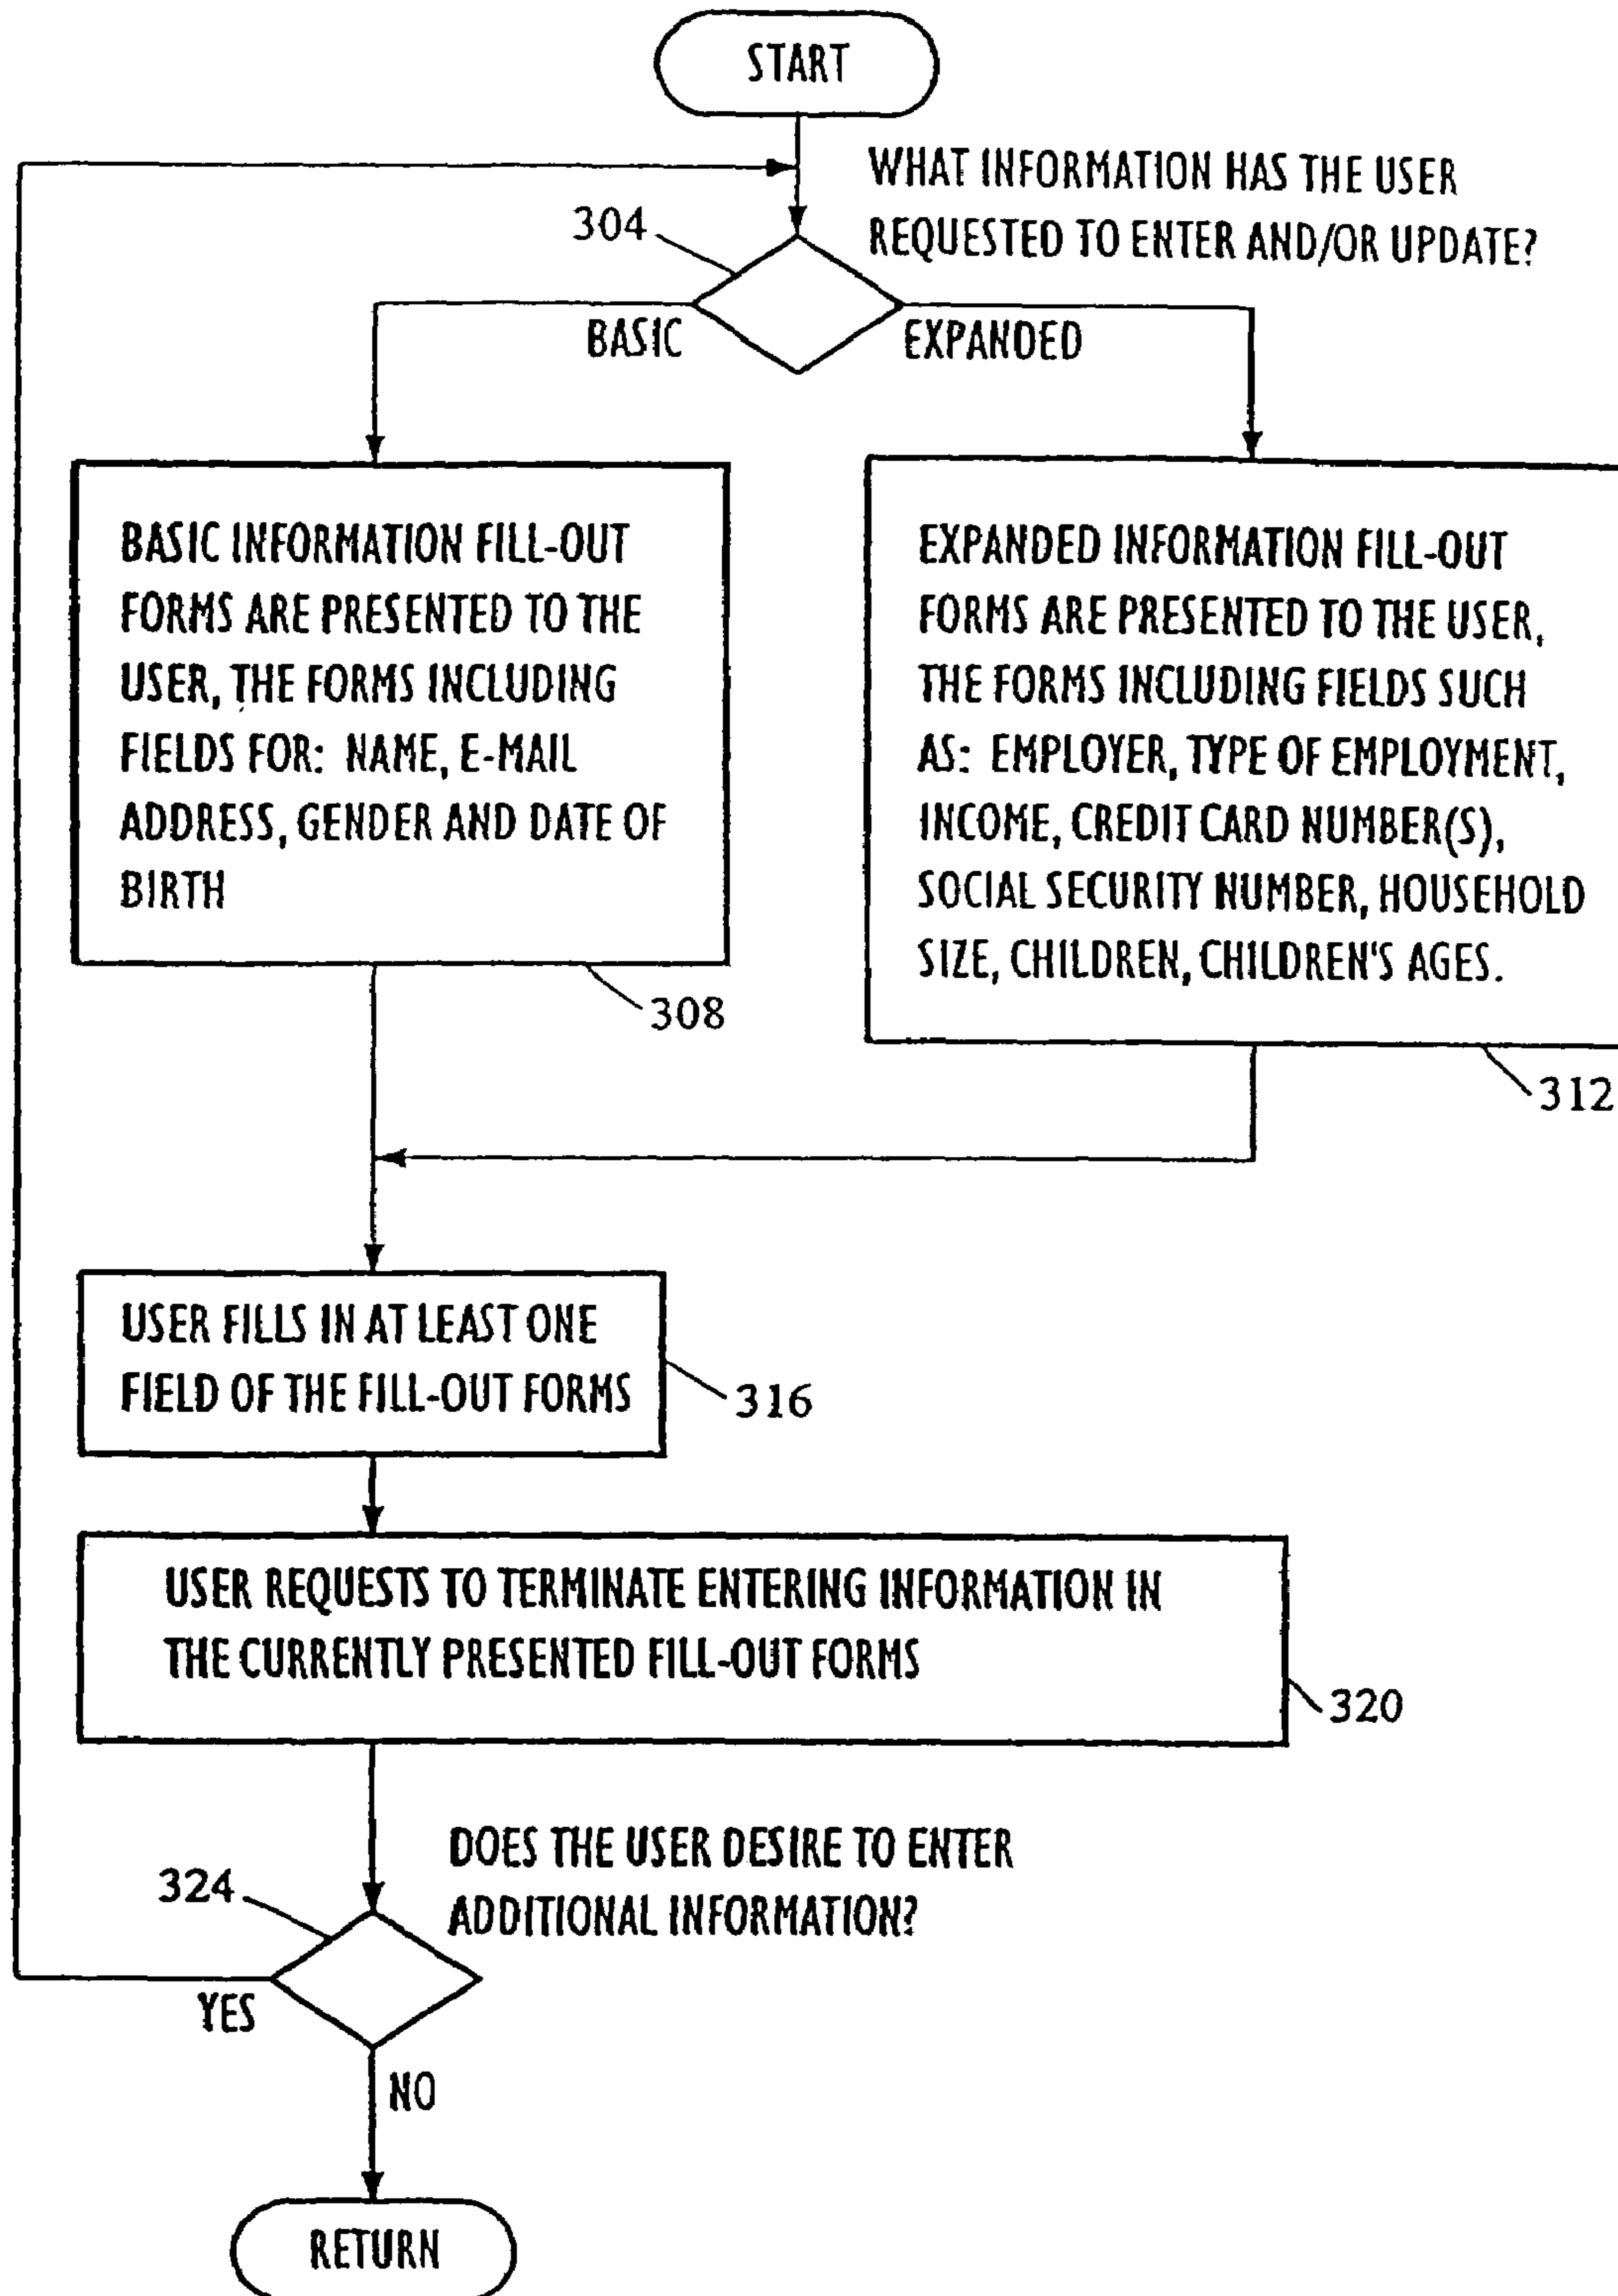 START
WHAT INFORMATION HAS THE USER
REQUESTED TO ENTER AND/OR UPDATE?
304
BASIC
EXPANDED
BASIC INFORMATION FILL-OUT
FORMS ARE PRESENTED TO THE
USER, THE FORMS INCLUDING
FIELDS FOR: NAME, E-MAIL
ADDRESS, GENDER AND DATE OF
BIRTH
308
EXPANDED INFORMATION FILL-OUT
FORMS ARE PRESENTED TO THE USER,
THE FORMS INCLUDING FIELDS SUCH
AS: EMPLOYER, TYPE OF EMPLOYMENT,
INCOME, CREDIT CARD NUMBER(S),
SOCIAL SECURITY NUMBER, HOUSEHOLD
SIZE, CHILDREN, CHILDREN'S AGES.
312
USER FILLS IN AT LEAST ONE
FIELD OF THE FILL-OUT FORMS
316
USER REQUESTS TO TERMINATE ENTERING INFORMATION IN
THE CURRENTLY PRESENTED FILL-OUT FORMS
320
DOES THE USER DESIRE TO ENTER
ADDITIONAL INFORMATION?
324
YES
NO
RETURN